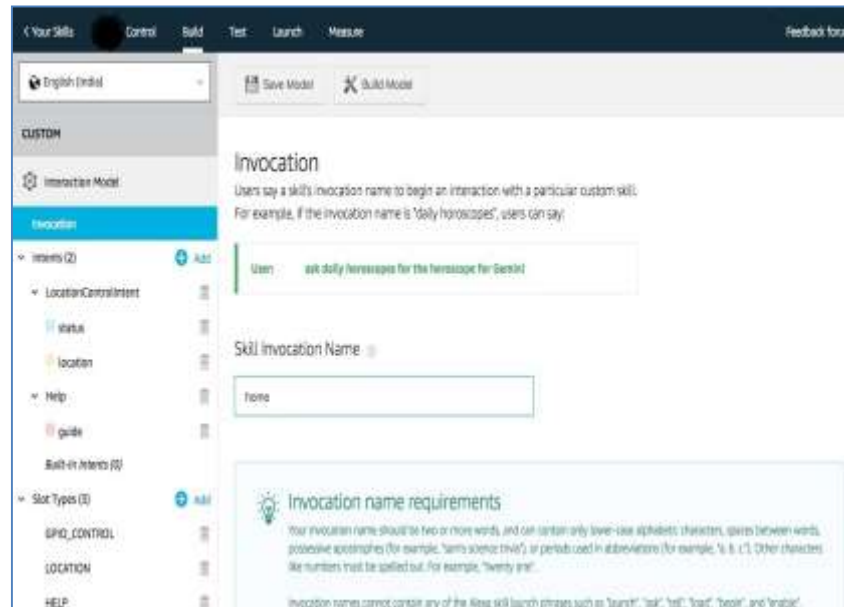 < Your Skills Control Build Test Launch Measure Feedback foru
English (India)
Save Model Build Model
CUSTOM
Interaction Model
Invocation
Intents (2) Add
LocationControlIntent
status
location
Help
guide
Built-in Intents (0)
Slot Types (3) Add
GPIO_CONTROL
LOCATION
HELP
Invocation
Users say a skill's invocation name to begin an interaction with a particular custom skill.
For example, if the invocation name is "daily horoscopes", users can say:
User: ask daily horoscopes for the horoscope for Gemini
Skill Invocation Name
home
Invocation name requirements
Your invocation name should be two or more words, and can contain only lower-case alphabetic characters, spaces between words,
possessive apostrophes (for example, "sam's science trivia"), or periods used in abbreviations (for example, "a. b. c."). Other characters
like numbers must be spelled out. For example, "twenty one".
Invocation names cannot contain any of the Alexa skill launch phrases such as "launch", "ask", "tell", "load", "begin", and "enable".